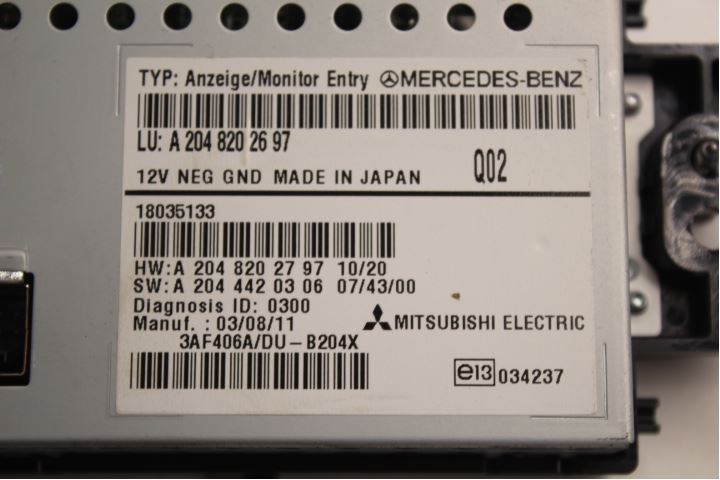 TYP: Anzeige/Monitor Entry MERCEDES-BENZ
LU: A 204 820 26 97
12V NEG GND MADE IN JAPAN Q02
18035133
HW:A 204 820 27 97 10/20
SW:A 204 442 03 06 07/43/00
Diagnosis ID: 0300
Manuf. : 03/08/11 MITSUBISHI ELECTRIC
3AF406A/DU-B204X
e13 034237